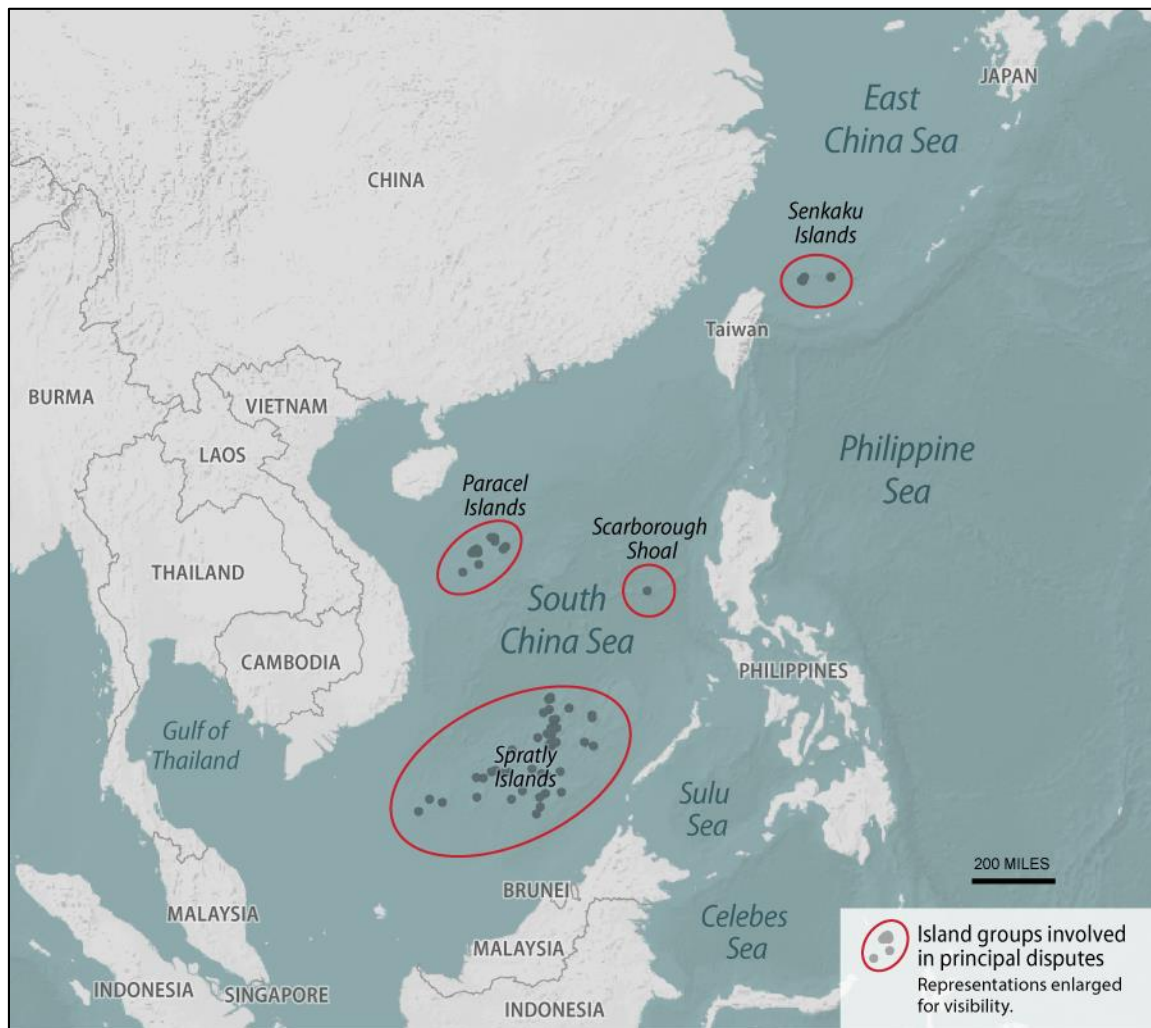 JAPAN
East
China Sea
CHINA
Senkaku
Islands
Taiwan
BURMA
VIETNAM
LAOS
Philippine
Sea
Paracel
Islands
Scarborough
Shoal
THAILAND
South
China Sea
CAMBODIA
PHILIPPINES
Gulf of
Thailand
Spratly
Islands
Sulu
Sea
200 MILES
BRUNEI
MALAYSIA
Celebes
Sea
MALAYSIA
INDONESIA
SINGAPORE
INDONESIA
Island groups involved
in principal disputes
Representations enlarged
for visibility.